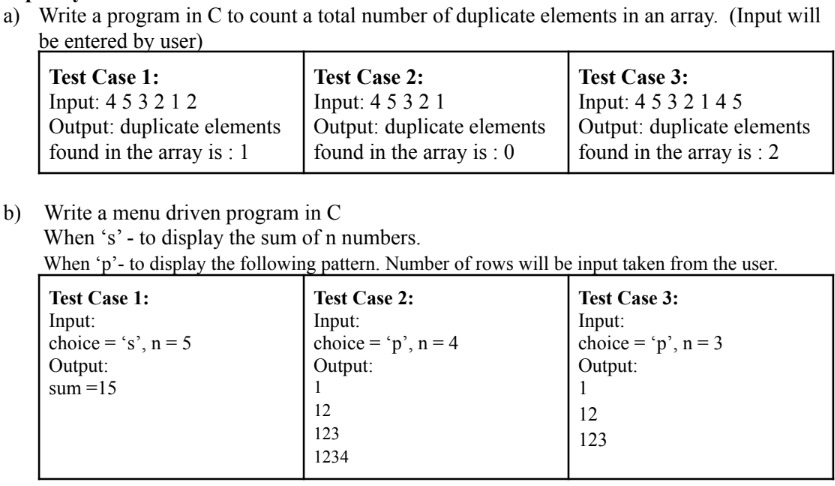 a) Write a program in C to count a total number of duplicate elements in an array. (Input will
be entered by user)
Test Case 1:
Input: 4 5 3 2 1 2
Output: duplicate elements
found in the array is : 1
Test Case 2:
Input: 4 5 3 2 1
Output: duplicate elements
found in the array is : 0
Test Case 3:
Input: 4 5 3 2 1 4 5
Output: duplicate elements
found in the array is : 2
b) Write a menu driven program in C
When ‘s’ - to display the sum of n numbers.
When ‘p’- to display the following pattern. Number of rows will be input taken from the user.
Test Case 1:
Input:
choice = ‘s’, n = 5
Output:
sum =15
Test Case 2:
Input:
choice = ‘p’, n = 4
Output:
1
12
123
1234
Test Case 3:
Input:
choice = ‘p’, n = 3
Output:
1
12
123